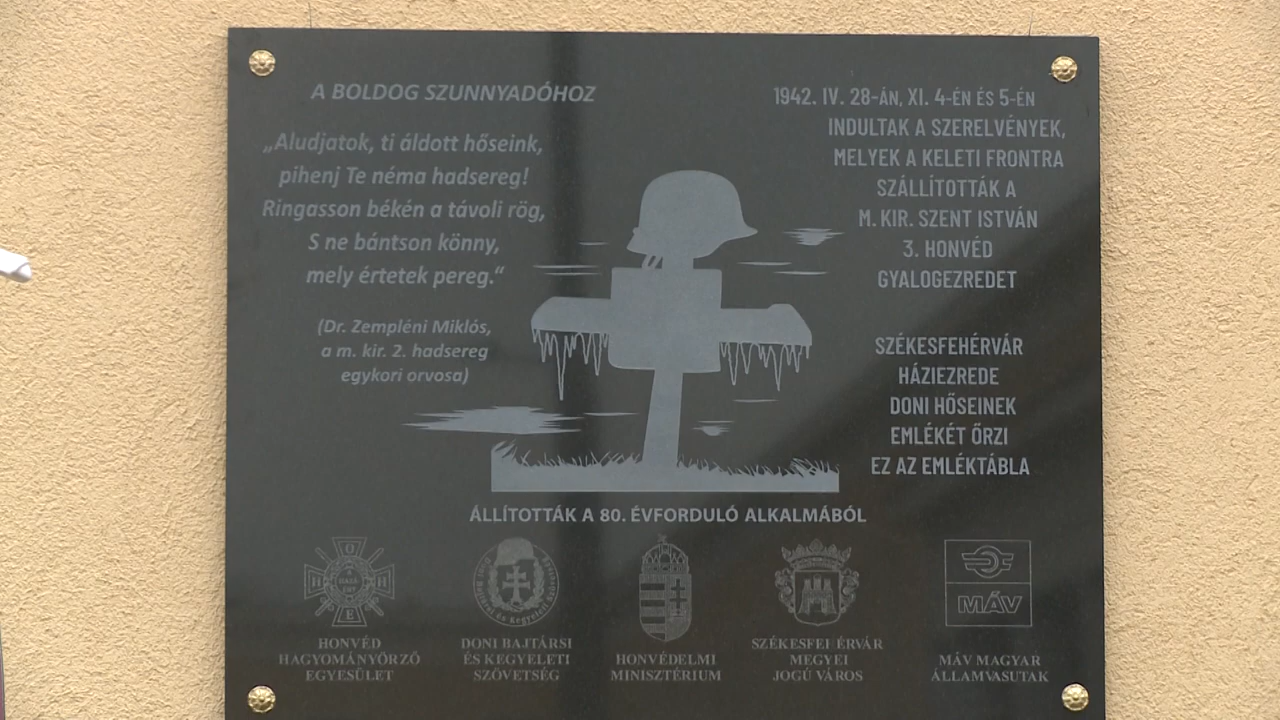 A BOLDOG SZUNNYADÓHOZ
„Aludjatok, ti áldott hőseink,
pihenj Te néma hadsereg!
Ringasson békén a távoli rög,
S ne bántson könny,
mely értetek pereg.“
(Dr. Zempléni Miklós,
a m. kir. 2. hadsereg
egykori orvosa)
1942. IV. 28-ÁN, XI. 4-ÉN ÉS 5-ÉN
INDULTAK A SZERELVÉNYEK,
MELYEK A KELETI FRONTRA
SZÁLLÍTOTTÁK A
M. KIR. SZENT ISTVÁN
3. HONVÉD
GYALOGEZREDET
SZÉKESFEHÉRVÁR
HÁZIEZREDE
DONI HŐSEINEK
EMLÉKÉT ŐRZI
EZ AZ EMLÉKTÁBLA
ÁLLÍTOTTÁK A 80. ÉVFORDULÓ ALKALMÁBÓL
HONVÉD
HAGYOMÁNYŐRZŐ
EGYESÜLET
DONI BAJTÁRSI
ÉS KEGYELETI
SZÖVETSÉG
HONVÉDELMI
MINISZTÉRIUM
SZÉKESFEHÉRVÁR
MEGYEI
JOGÚ VÁROS
MÁV
MÁV MAGYAR
ÁLLAMVASUTAK